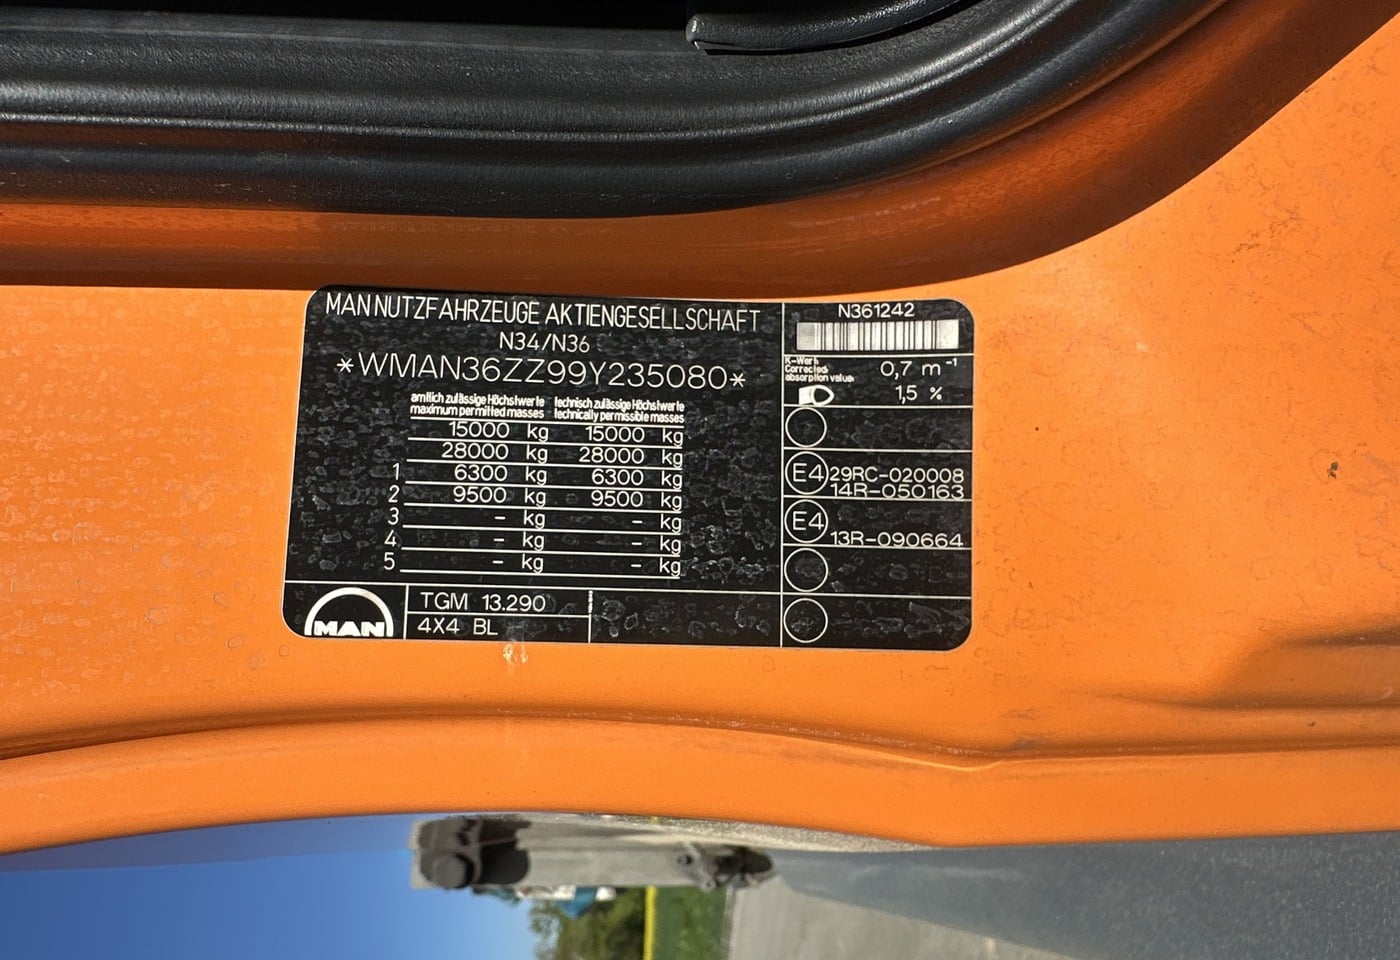 MAN NUTZFAHRZEUGE AKTIENGESELLSCHAFT
N34/N36
*WMAN36ZZ99Y235080*
amtlich zulässige Höchstwerte technisch zulässige Höchstwerte
maximum permitted masses technically permissible masses
15000 kg 15000 kg
28000 kg 28000 kg
1 6300 kg 6300 kg
2 9500 kg 9500 kg
3 – kg – kg
4 – kg – kg
5 – kg – kg
MAN
TGM 13.290
4X4 BL
N361242
K-Wert
Corrected
absorption value
0,7 m⁻¹
1,5 %
E4 29RC-020008
14R-050163
E4
13R-090664